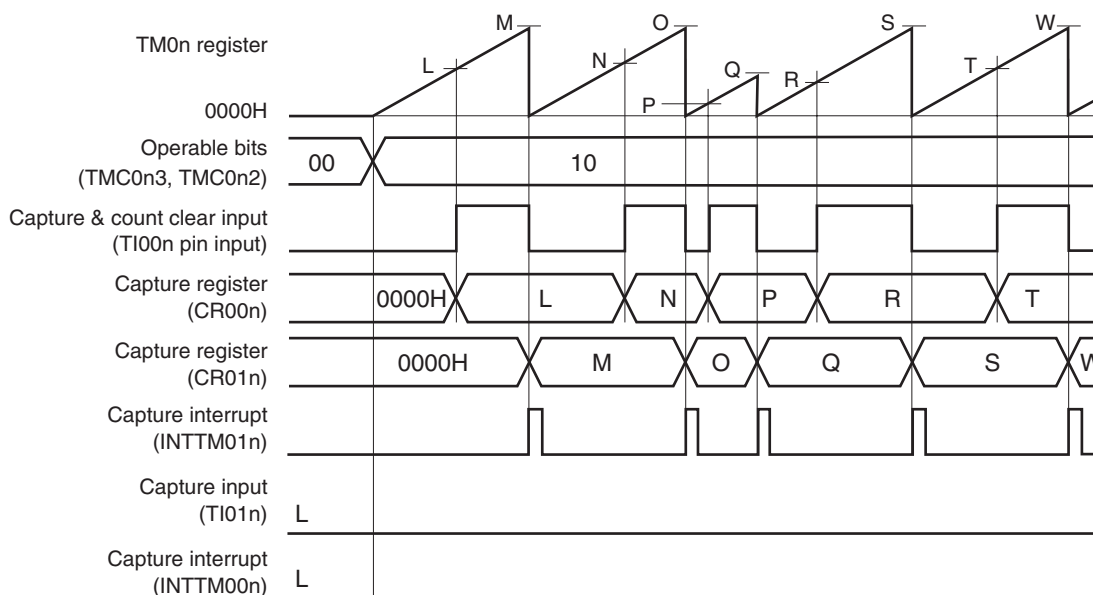 M O S W
TM0n register
L N Q R T
P
0000H
Operable bits
(TMC0n3, TMC0n2)
00 10
Capture & count clear input
(TI00n pin input)
Capture register
(CR00n)
0000H L N P R T
Capture register
(CR01n)
0000H M O Q S W
Capture interrupt
(INTTM01n)
Capture input
(TI01n)
L
Capture interrupt
(INTTM00n)
L